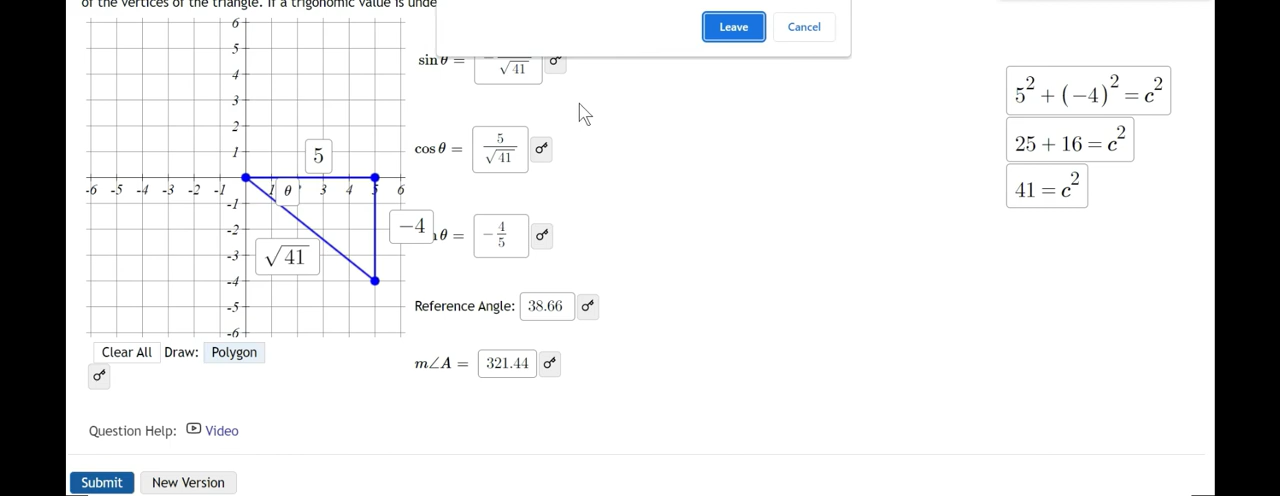 of the vertices of the triangle. If a trigonomic value is unde
Leave Cancel
6
5
4
3
2
1
-6 -5 -4 -3 -2 -1 1 3 4 5 6
-1
-2
-3
-4
-5
-6
5
θ
−4
√41
sin θ = √41
cos θ = 5/√41
θ = −4/5
Reference Angle: 38.66
m∠A = 321.44
5² + (−4)² = c²
25 + 16 = c²
41 = c²
Clear All Draw: Polygon
Question Help: Video
Submit New Version